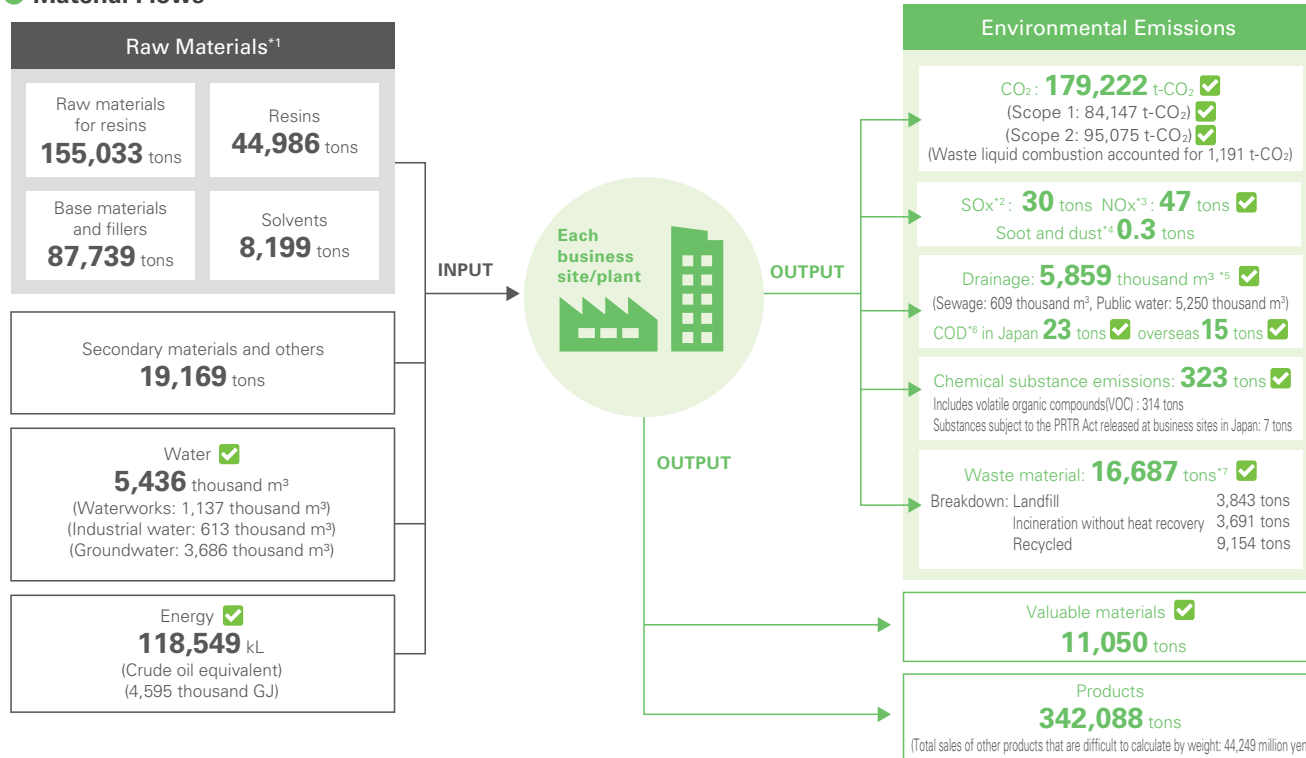 Material Flows
Raw Materials*1
Raw materials
for resins
155,033 tons
Resins
44,986 tons
Base materials
and fillers
87,739 tons
Solvents
8,199 tons
Secondary materials and others
19,169 tons
Water
5,436 thousand m³
(Waterworks: 1,137 thousand m³)
(Industrial water: 613 thousand m³)
(Groundwater: 3,686 thousand m³)
Energy
118,549 kL
(Crude oil equivalent)
(4,595 thousand GJ)
INPUT
Each
business
site/plant
OUTPUT
OUTPUT
Environmental Emissions
CO₂: 179,222 t-CO₂
(Scope 1: 84,147 t-CO₂)
(Scope 2: 95,075 t-CO₂)
(Waste liquid combustion accounted for 1,191 t-CO₂)
SOx*2: 30 tons NOx*3: 47 tons
Soot and dust*4 0.3 tons
Drainage: 5,859 thousand m³ *5
(Sewage: 609 thousand m³, Public water: 5,250 thousand m³)
COD*6 in Japan 23 tons overseas 15 tons
Chemical substance emissions: 323 tons
Includes volatile organic compounds(VOC) : 314 tons
Substances subject to the PRTR Act released at business sites in Japan: 7 tons
Waste material: 16,687 tons*7
Breakdown: Landfill 3,843 tons
Incineration without heat recovery 3,691 tons
Recycled 9,154 tons
Valuable materials
11,050 tons
Products
342,088 tons
(Total sales of other products that are difficult to calculate by weight: 44,249 million yen